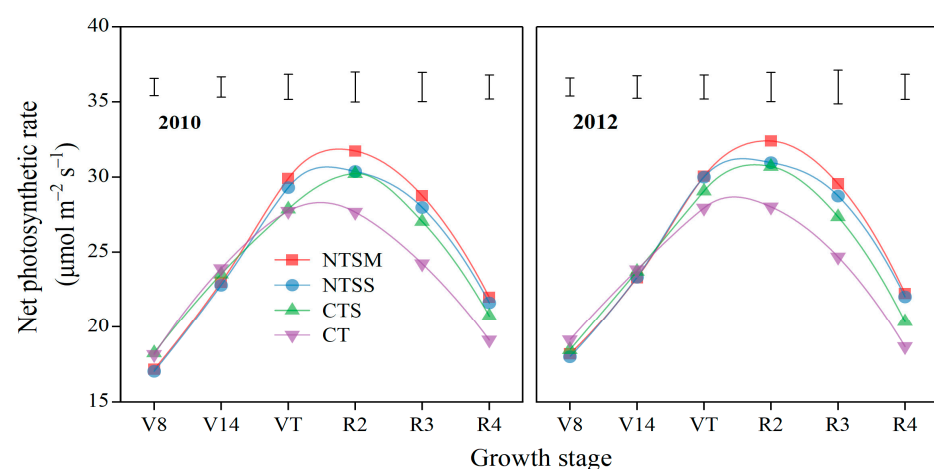 Net photosynthetic rate
(μmol m⁻² s⁻¹)
40
35
30
25
20
15
2010
NTSM
NTSS
CTS
CT
V8 V14 VT R2 R3 R4
2012
V8 V14 VT R2 R3 R4
Growth stage